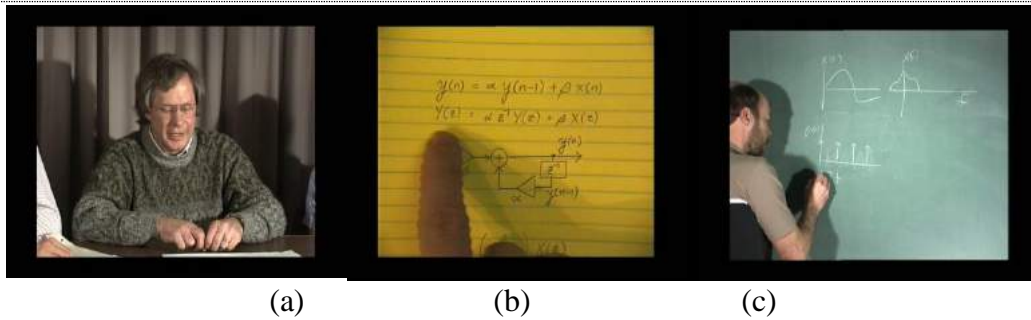 y(n) = α y(n-1) + β x(n)
Y(z) = α z⁻¹ Y(z) + β X(z)
y(n)
z⁻¹
α
y(n-1)
X(z)
(a) (b) (c)